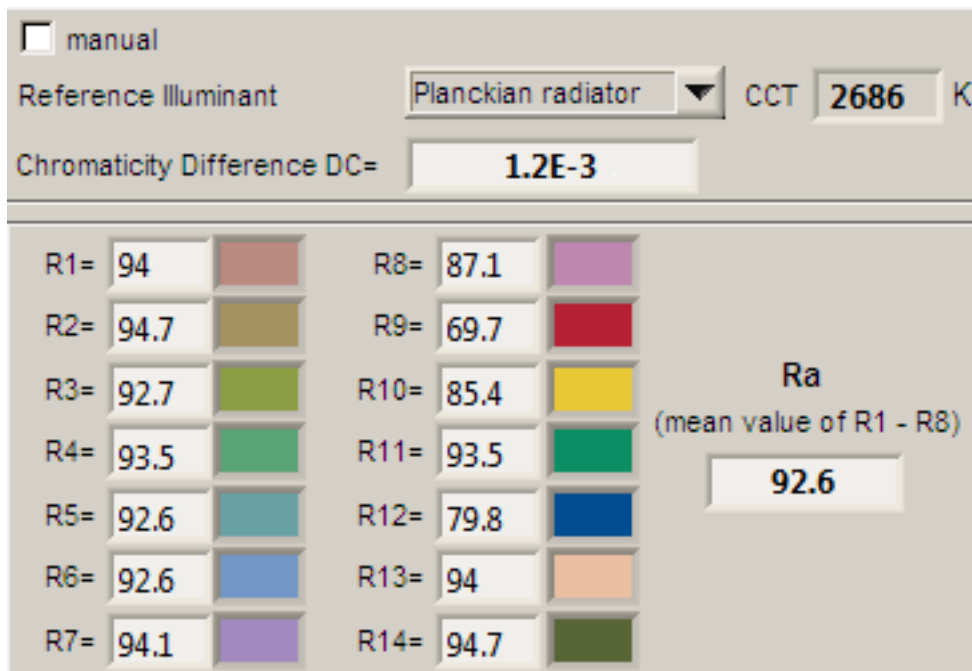 manual
Reference Illuminant Planckian radiator CCT 2686 K
Chromaticity Difference DC= 1.2E-3
R1= 94 R8= 87.1
R2= 94.7 R9= 69.7
R3= 92.7 R10= 85.4
R4= 93.5 R11= 93.5
R5= 92.6 R12= 79.8
R6= 92.6 R13= 94
R7= 94.1 R14= 94.7
Ra
(mean value of R1 - R8)
92.6